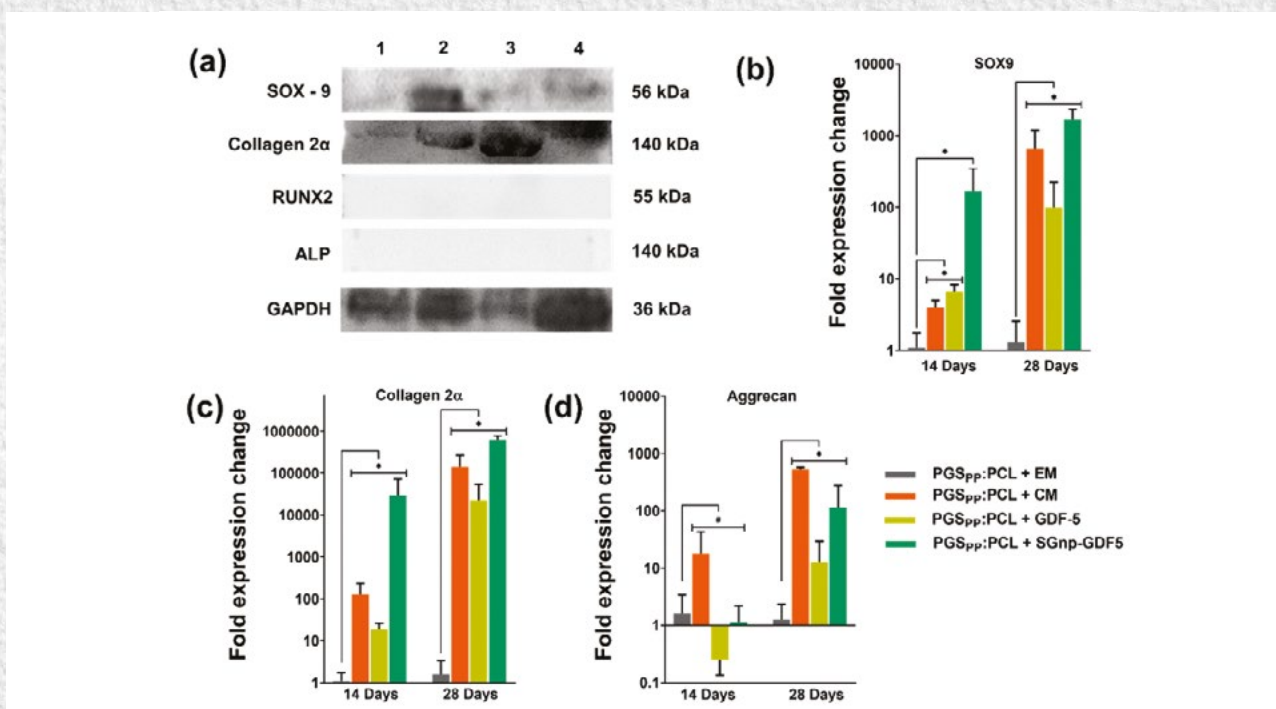 (a)
1 2 3 4
SOX - 9 56 kDa
Collagen 2α 140 kDa
RUNX2 55 kDa
ALP 140 kDa
GAPDH 36 kDa
(b)
SOX9
Fold expression change
10000
1000
100
10
1
14 Days 28 Days
*
*
*
(c)
Collagen 2α
Fold expression change
1000000
100000
10000
1000
100
10
1
14 Days 28 Days
*
*
(d)
Aggrecan
Fold expression change
10000
1000
100
10
1
0.1
14 Days 28 Days
*
*
PGSPP:PCL + EM
PGSPP:PCL + CM
PGSPP:PCL + GDF-5
PGSPP:PCL + SGnp-GDF5